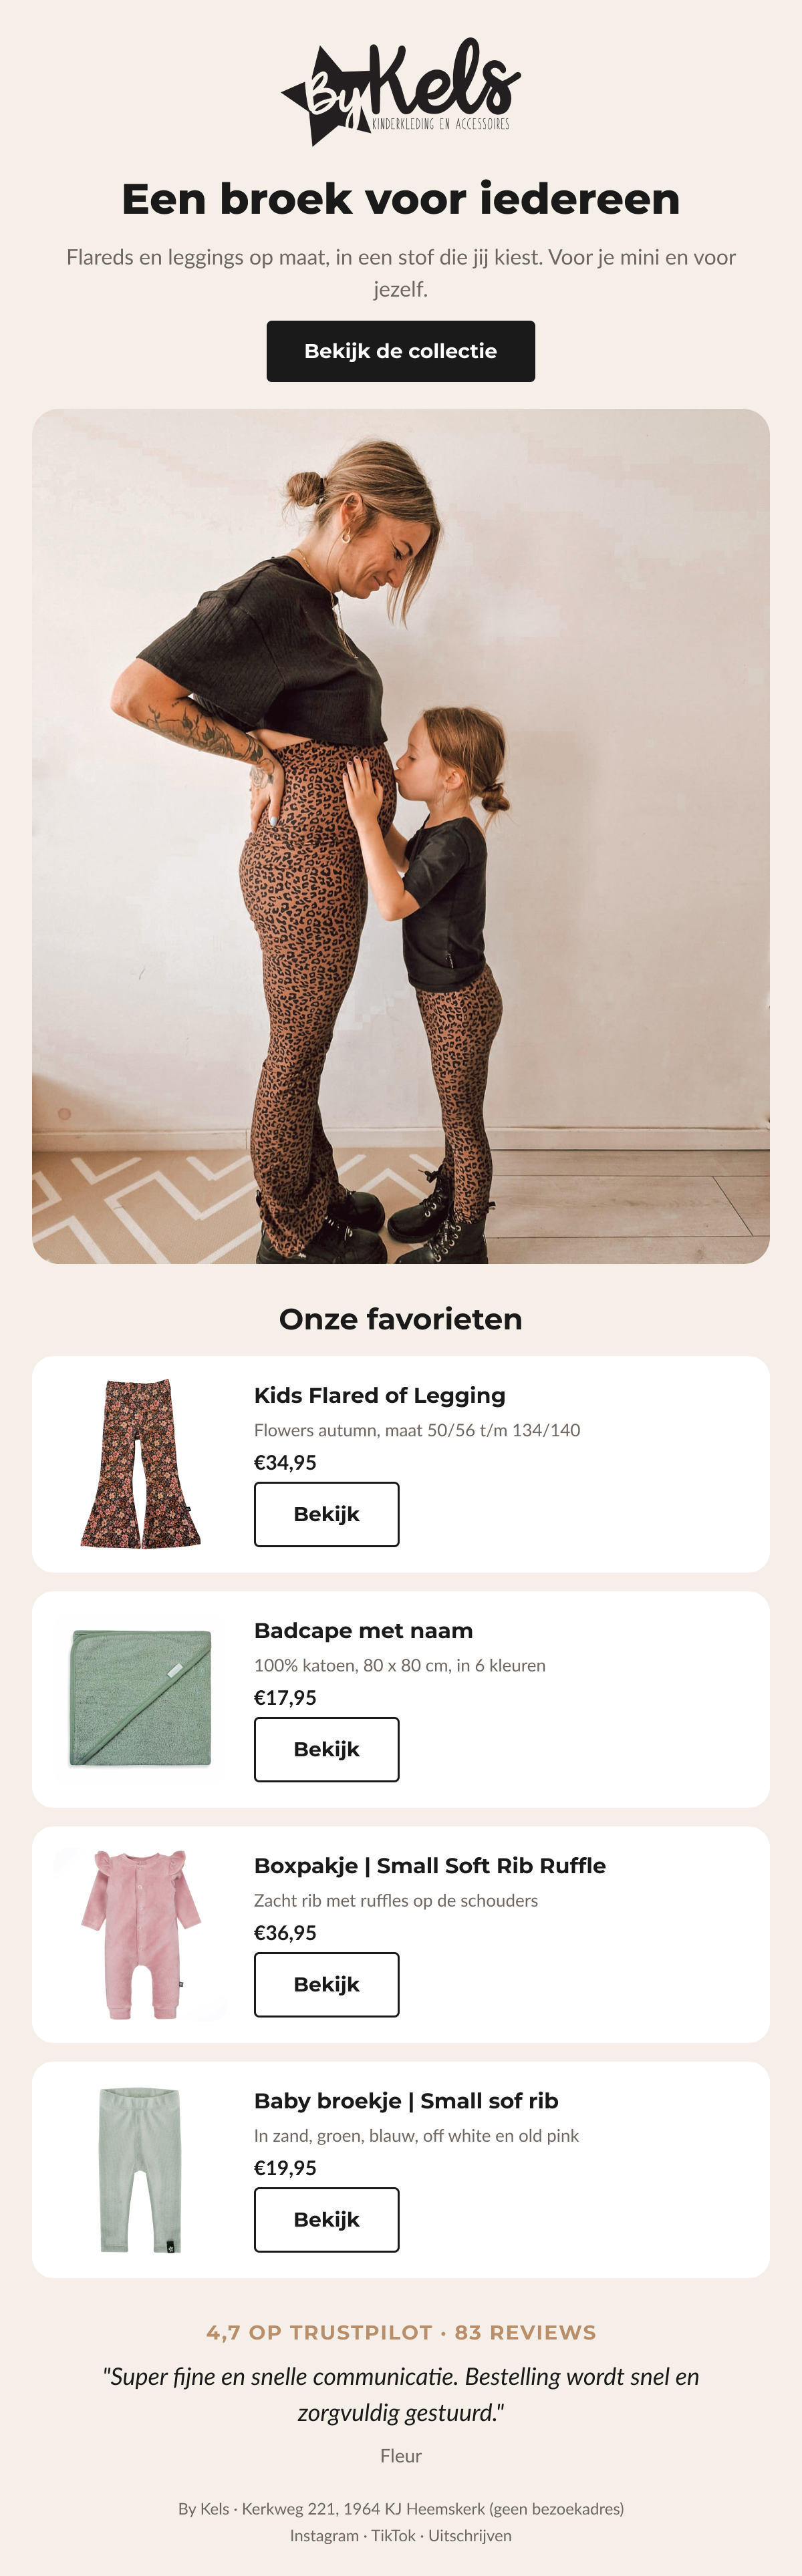 ByKels
KINDERKLEDING EN ACCESSOIRES
Een broek voor iedereen
Flareds en leggings op maat, in een stof die jij kiest. Voor je mini en voor
jezelf.
Bekijk de collectie
Onze favorieten
Kids Flared of Legging
Flowers autumn, maat 50/56 t/m 134/140
€34,95
Bekijk
Badcape met naam
100% katoen, 80 x 80 cm, in 6 kleuren
€17,95
Bekijk
Boxpakje | Small Soft Rib Ruffle
Zacht rib met ruffles op de schouders
€36,95
Bekijk
Baby broekje | Small sof rib
In zand, groen, blauw, off white en old pink
€19,95
Bekijk
4,7 OP TRUSTPILOT · 83 REVIEWS
"Super fijne en snelle communicatie. Bestelling wordt snel en
zorgvuldig gestuurd."
Fleur
By Kels · Kerkweg 221, 1964 KJ Heemskerk (geen bezoekadres)
Instagram · TikTok · Uitschrijven